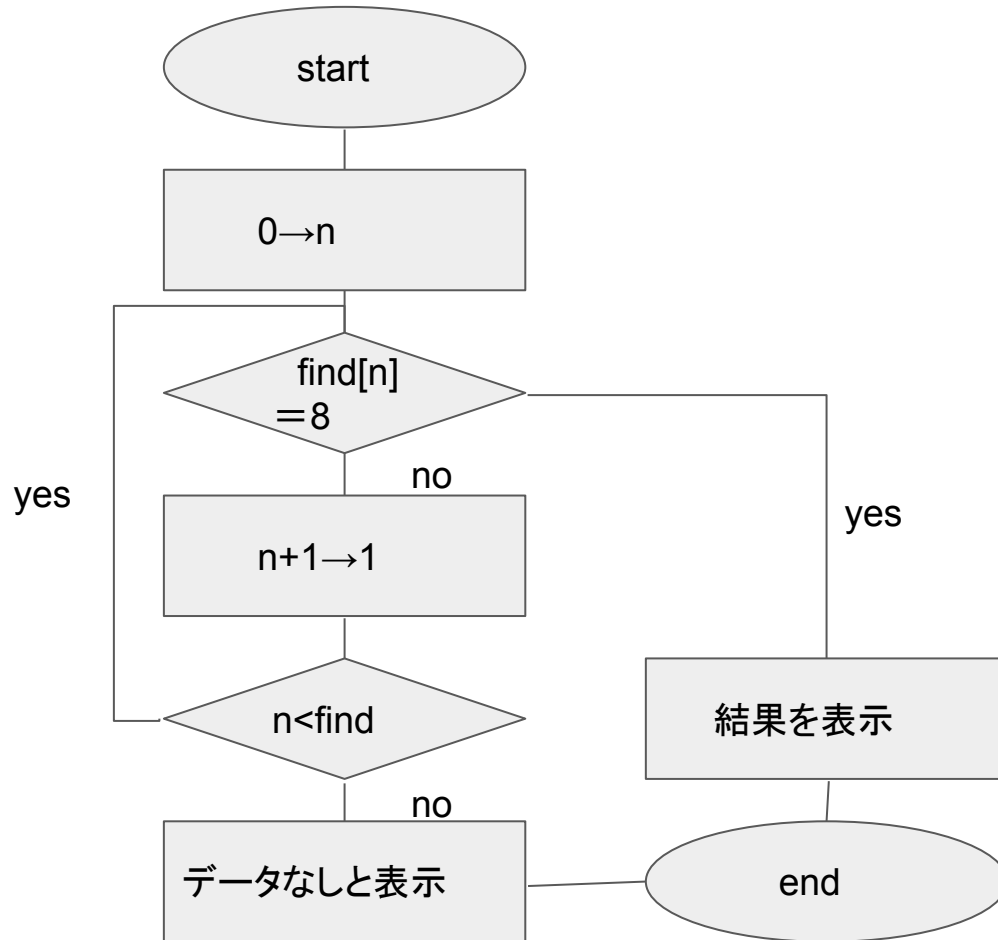 start
0→n
find[n]
＝8
no
yes
yes
n+1→1
n<find
結果を表示
no
データなしと表示
end